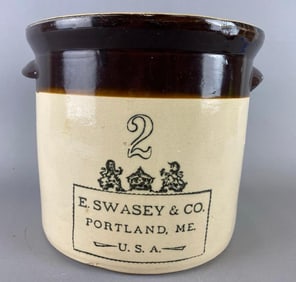 2
E. SWASEY & CO.
PORTLAND, ME.
U.S.A.